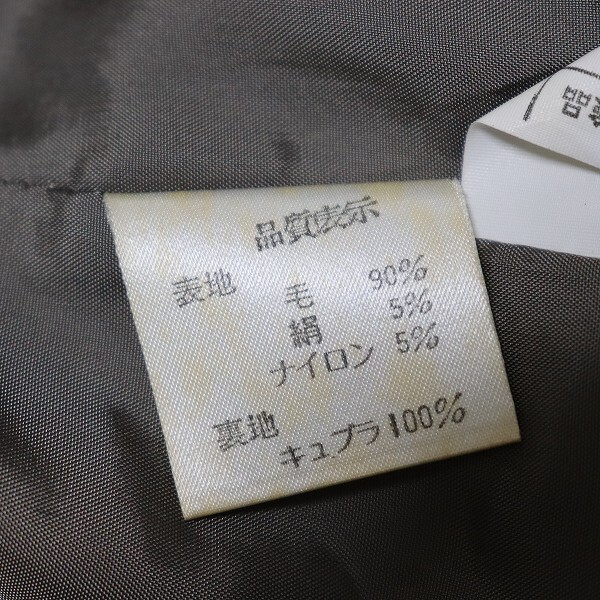 品質表示
表地 毛 90%
絹 5%
ナイロン 5%
裏地 キュプラ 100%
品